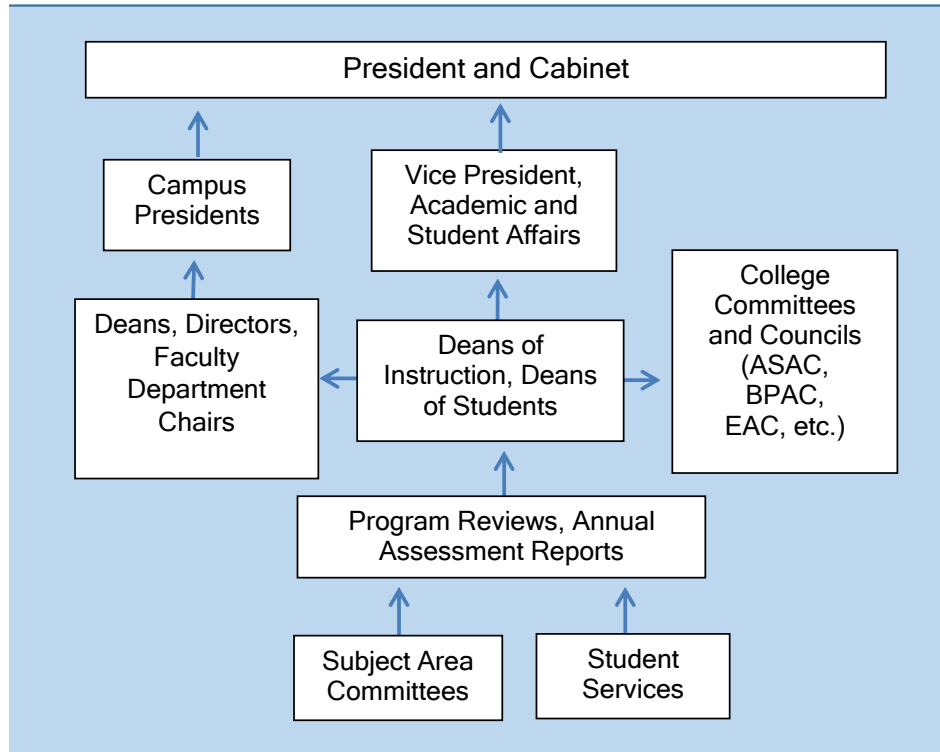 President and Cabinet
Campus
Presidents
Vice President,
Academic and
Student Affairs
College
Committees
and Councils
(ASAC,
BPAC,
EAC, etc.)
Deans, Directors,
Faculty
Department
Chairs
Deans of
Instruction, Deans
of Students
Program Reviews, Annual
Assessment Reports
Subject Area
Committees
Student
Services